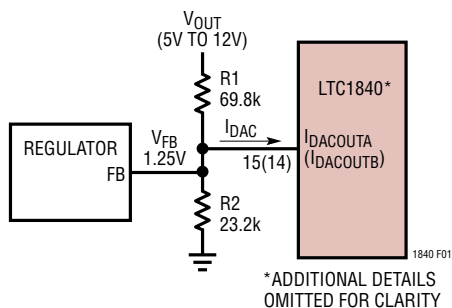 VOUT
(5V TO 12V)
R1
69.8k
LTC1840*
IDAC
IDACOUTA
(IDACOUTB)
15(14)
REGULATOR
FB
VFB
1.25V
R2
23.2k
1840 F01
*ADDITIONAL DETAILS
OMITTED FOR CLARITY